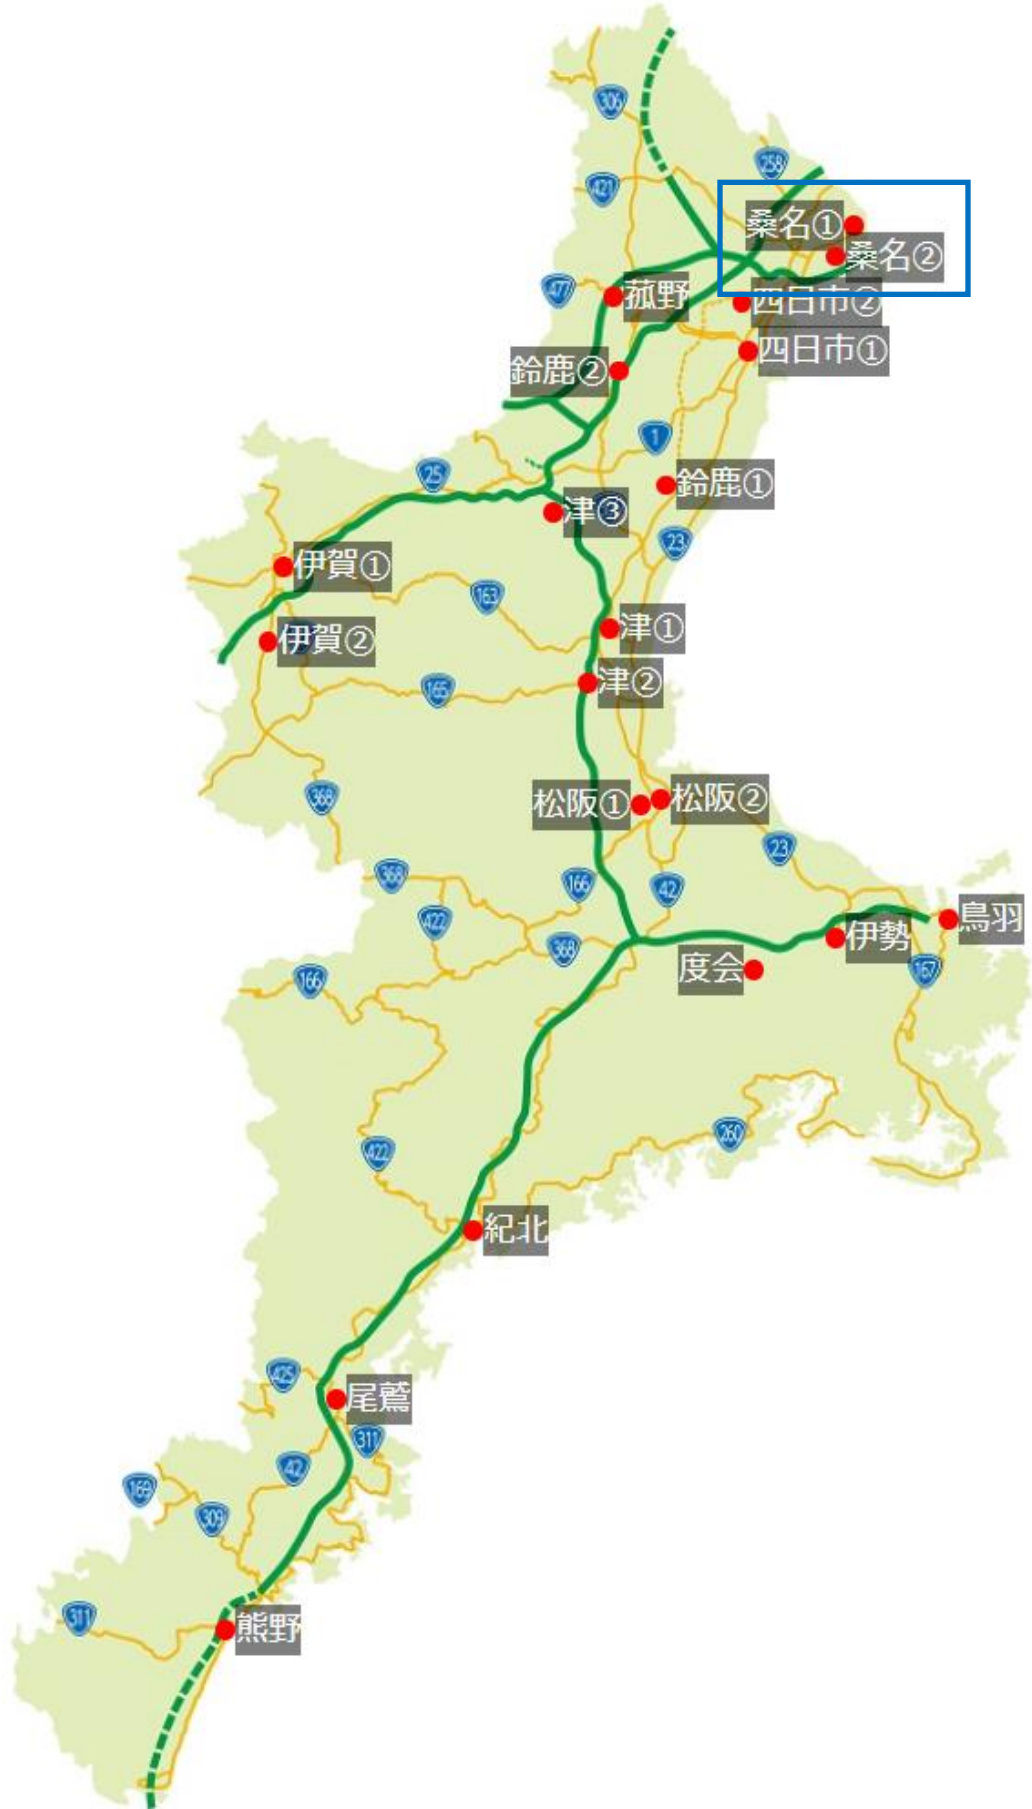 306
258
421
桑名①
桑名②
477
菰野
四日市②
四日市①
鈴鹿②
1
25
鈴鹿①
津③
23
伊賀①
163
津①
伊賀②
津②
165
松阪①
松阪②
368
23
368
166
42
422
鳥羽
伊勢
368
度会
167
166
260
422
紀北
425
尾鷲
311
42
169
309
311
熊野